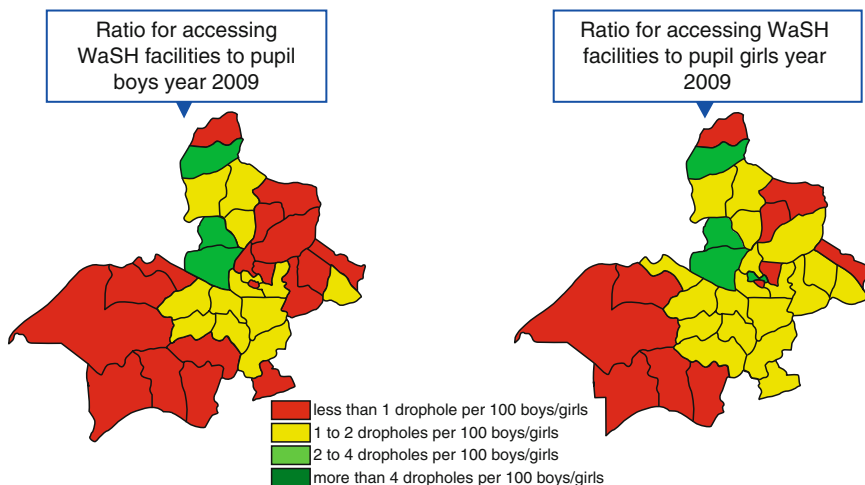 Ratio for accessing
WaSH facilities to pupil
boys year 2009
Ratio for accessing WaSH
facilities to pupil girls year
2009
less than 1 drophole per 100 boys/girls
1 to 2 dropholes per 100 boys/girls
2 to 4 dropholes per 100 boys/girls
more than 4 dropholes per 100 boys/girls